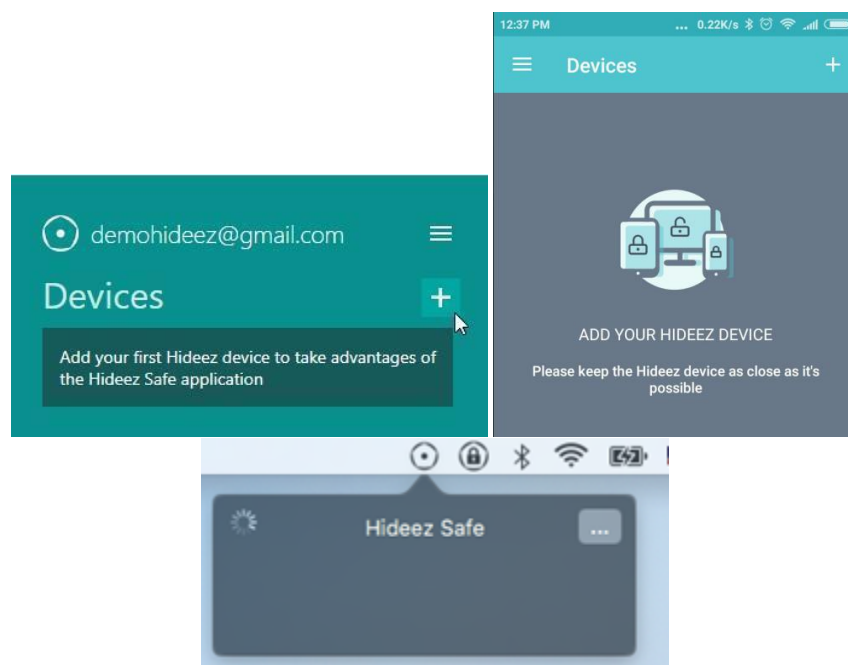 12:37 PM ... 0.22K/s
Devices +
demohideez@gmail.com
Devices +
Add your first Hideez device to take advantages of
the Hideez Safe application
ADD YOUR HIDEEZ DEVICE
Please keep the Hideez device as close as it's
possible
Hideez Safe ...